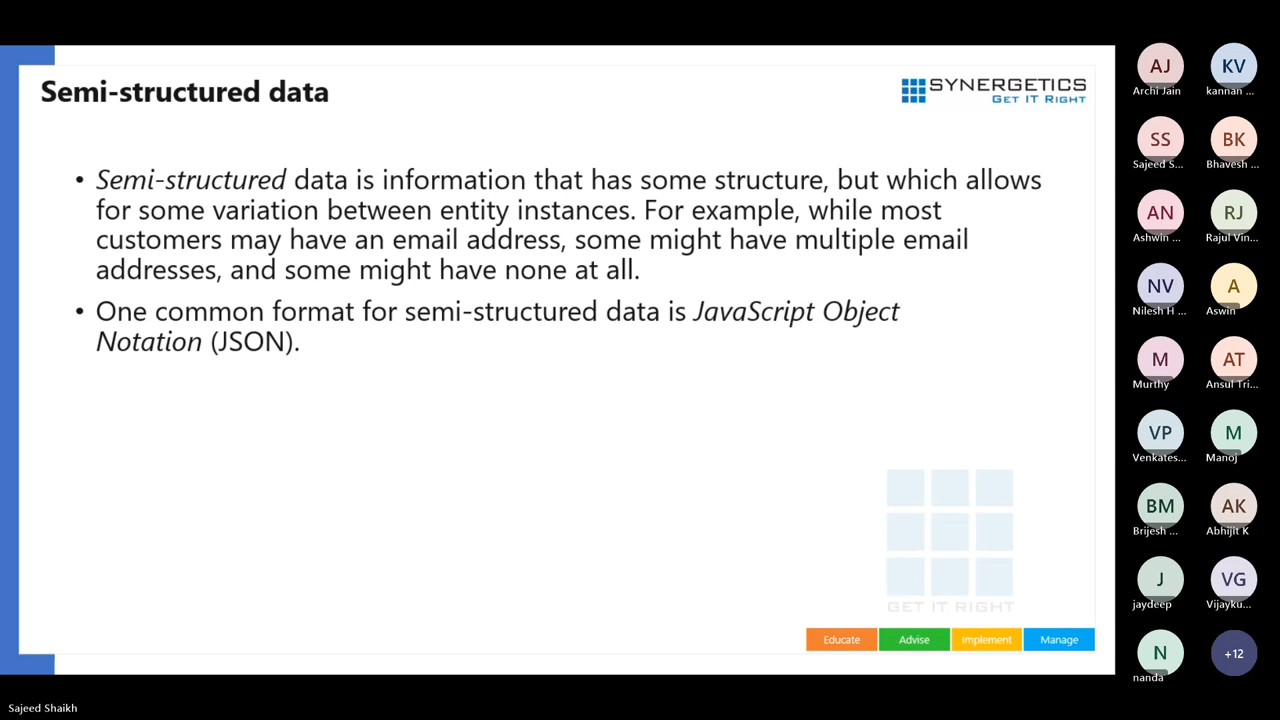 Semi-structured data
SYNERGETICS
GET IT RIGHT
• Semi-structured data is information that has some structure, but which allows
for some variation between entity instances. For example, while most
customers may have an email address, some might have multiple email
addresses, and some might have none at all.
• One common format for semi-structured data is JavaScript Object
Notation (JSON).
GET IT RIGHT
Educate Advise Implement Manage
AJ KV
Archi Jain kannan ...
SS BK
Sajeed S... Bhavesh ...
AN RJ
Ashwin ... Rajul Vin...
NV A
Nilesh H ... Aswin
M AT
Murthy Ansul Tri...
VP M
Venkates... Manoj
BM AK
Brijesh ... Abhijit K
J VG
jaydeep Vijayku...
N +12
nanda
Sajeed Shaikh